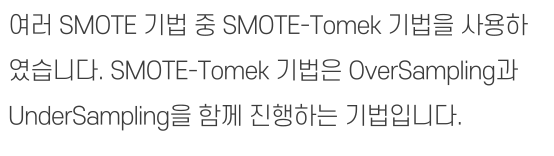 여러 SMOTE 기법 중 SMOTE-Tomek 기법을 사용하
였습니다. SMOTE-Tomek 기법은 OverSampling과
UnderSampling을 함께 진행하는 기법입니다.